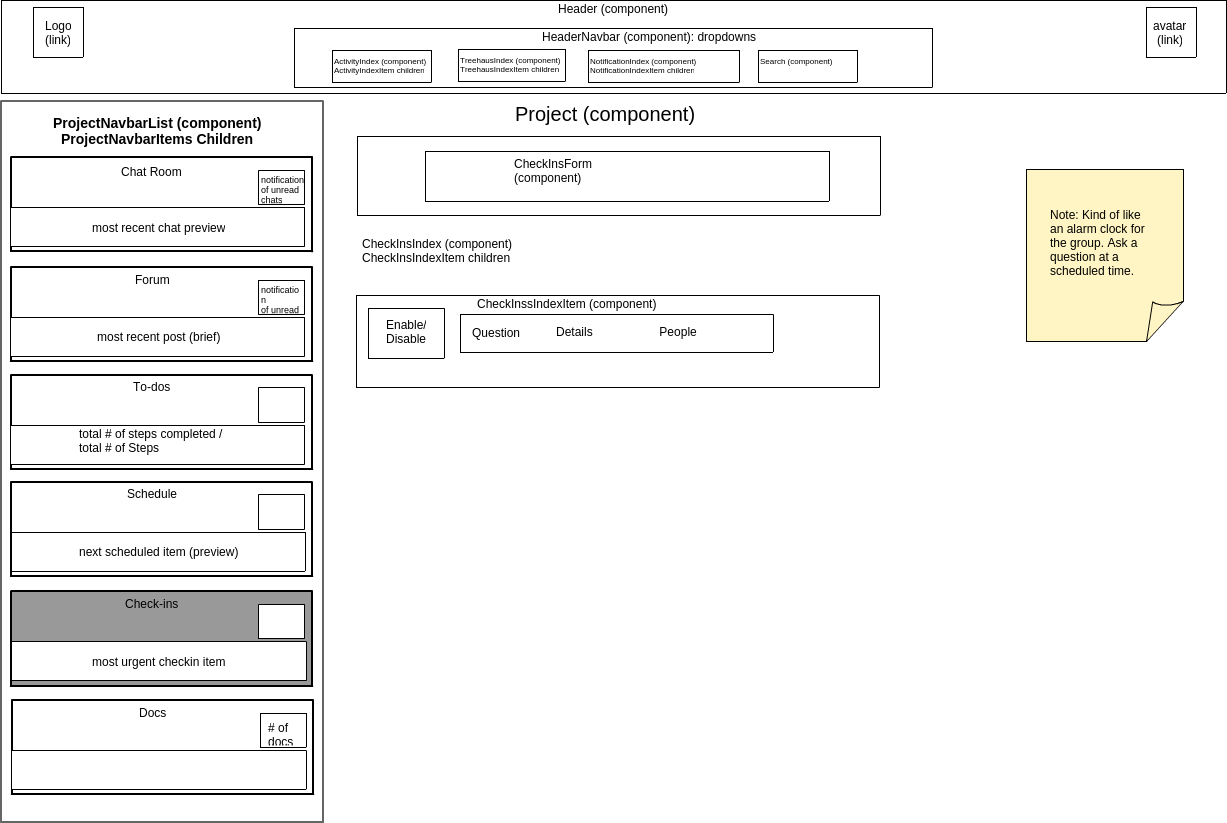 Header (component)
Logo
(link)
HeaderNavbar (component): dropdowns
avatar
(link)
ActivityIndex (component)
ActivityIndexItem children
TreehausIndex (component)
TreehausIndexItem children
NotificationIndex (component)
NotificationIndexItem children
Search (component)
ProjectNavbarList (component)
ProjectNavbarItems Children
Chat Room
notification
of unread
chats
most recent chat preview
Forum
notificatio
n
of unread
most recent post (brief)
To-dos
total # of steps completed /
total # of Steps
Schedule
next scheduled item (preview)
Check-ins
most urgent checkin item
Docs
# of
docs
Project (component)
CheckInsForm
(component)
CheckInsIndex (component)
CheckInsIndexItem children
CheckInssIndexItem (component)
Enable/
Disable
Question
Details
People
Note: Kind of like
an alarm clock for
the group. Ask a
question at a
scheduled time.